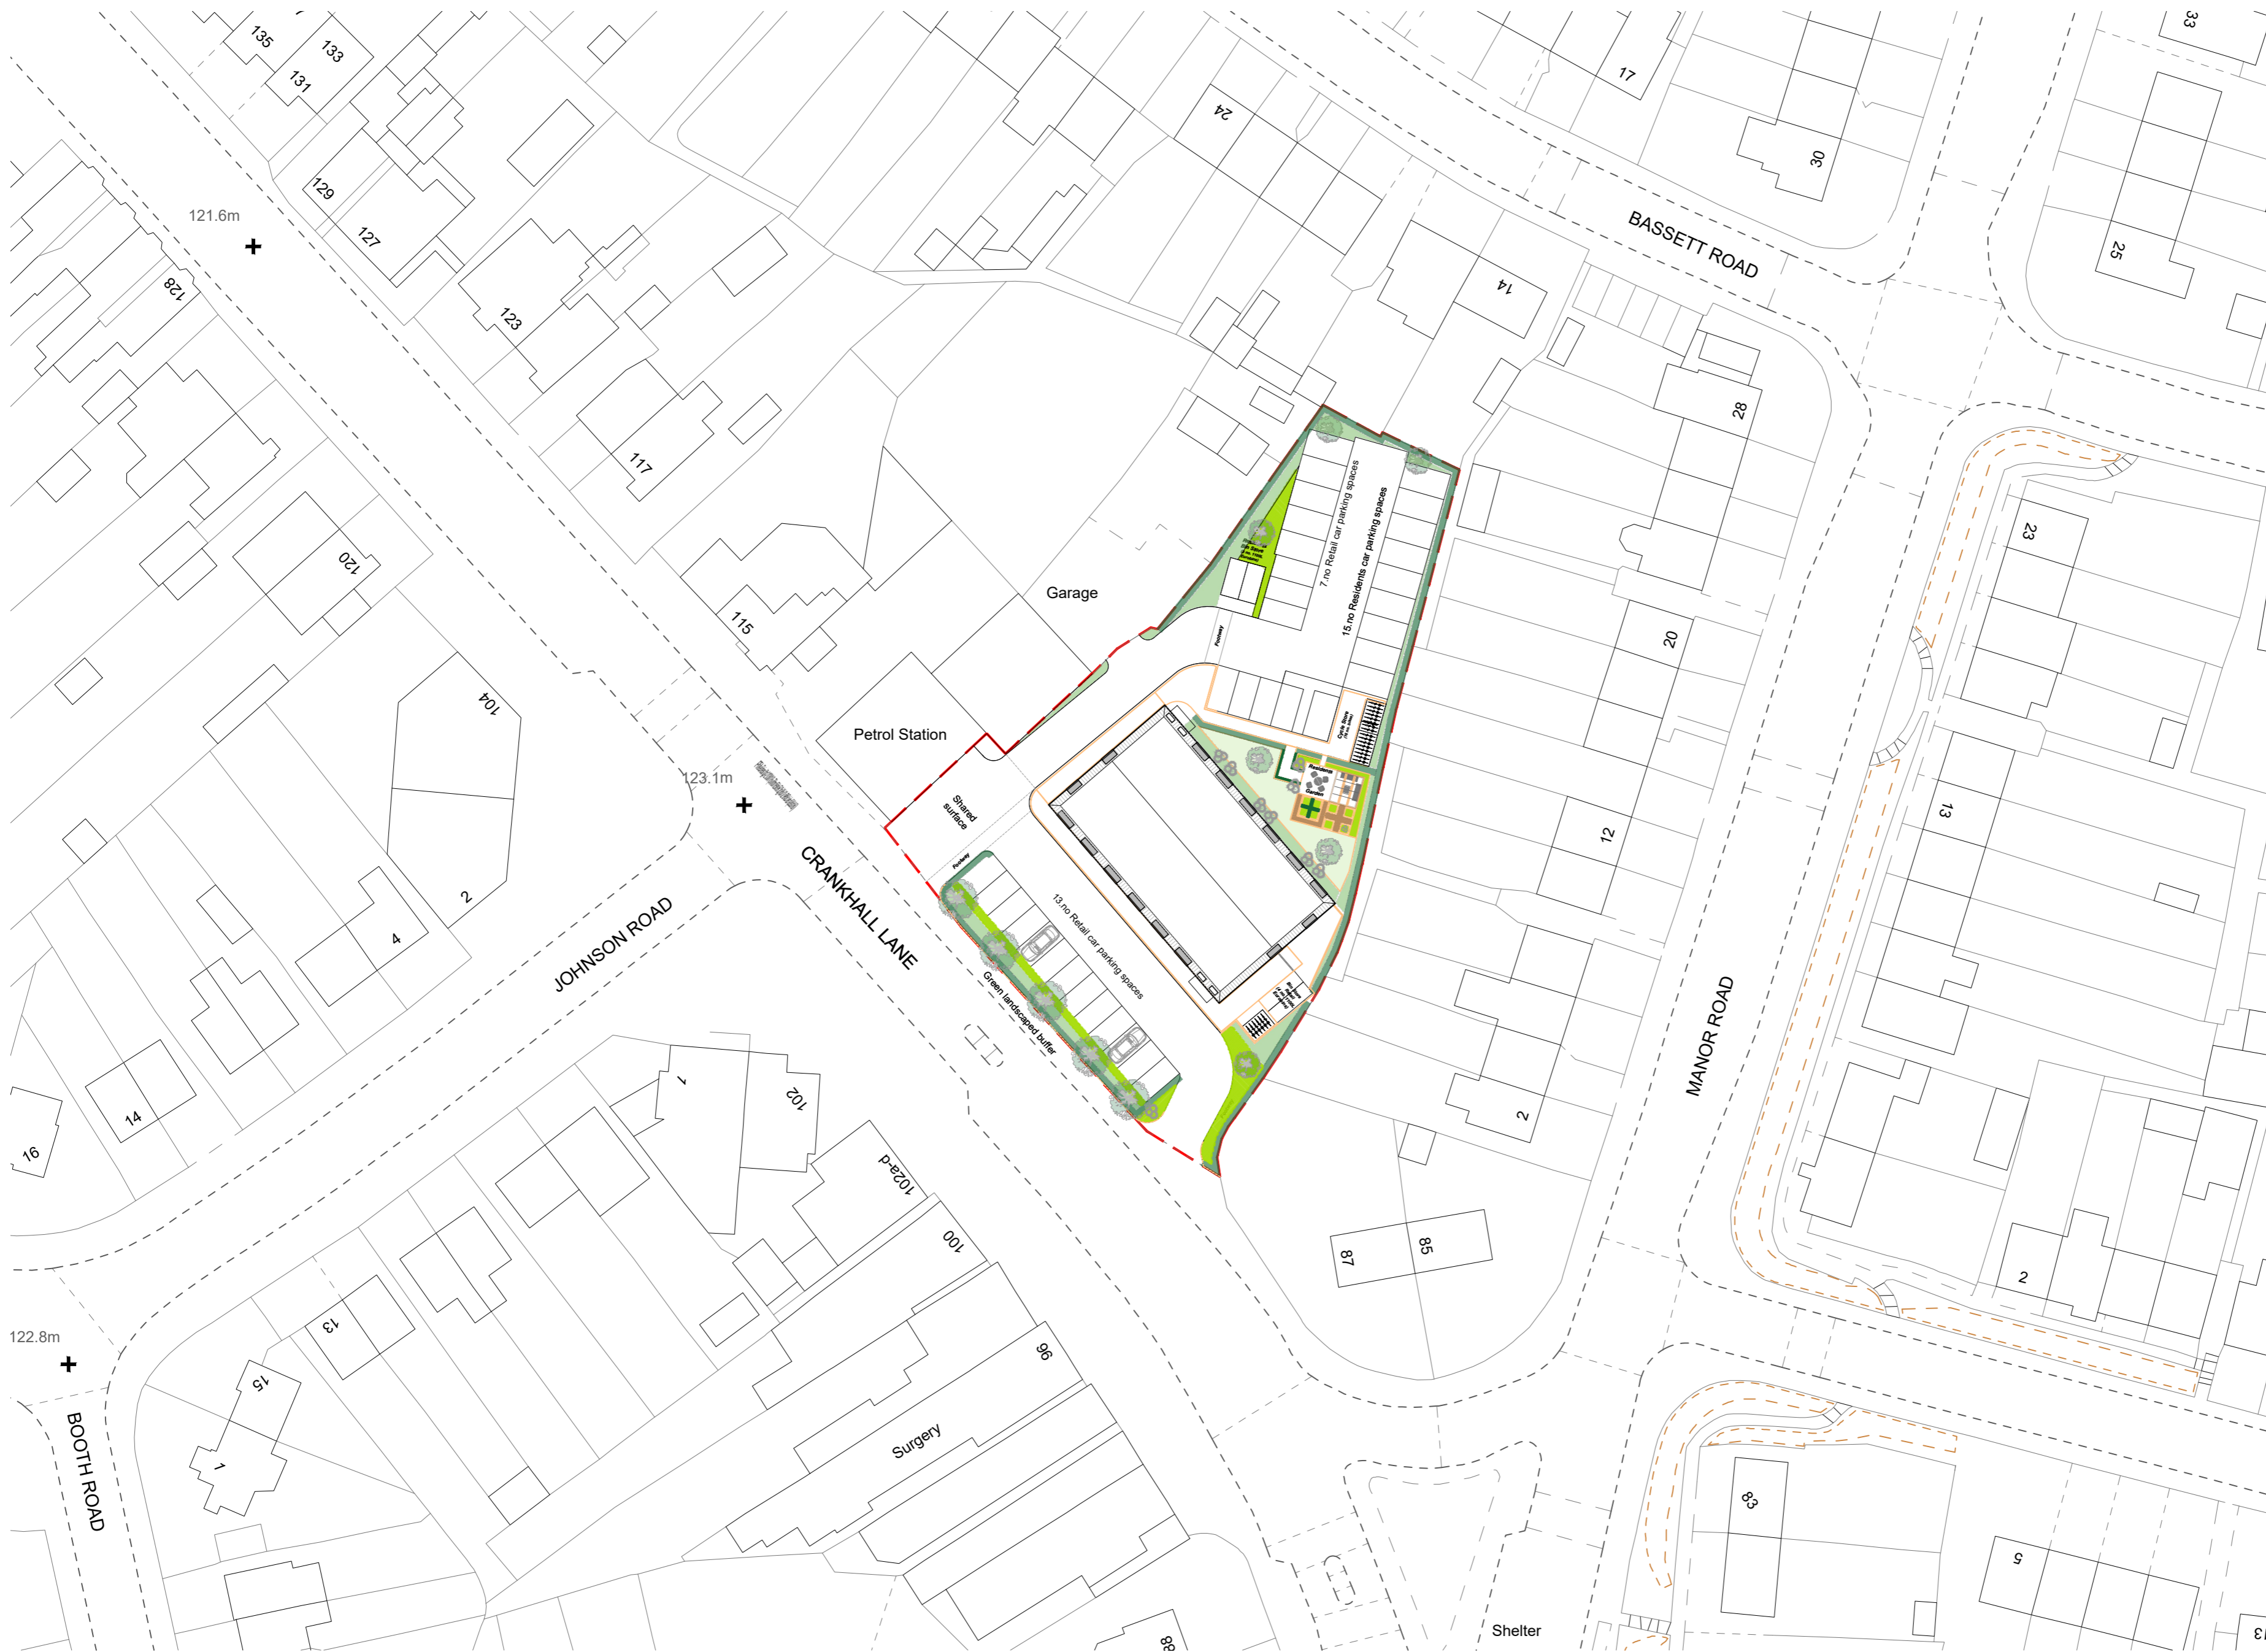 135
133
131
33
17
24
30
129
127
121.6m
128
BASSETT ROAD
25
14
123
28
117
7.no Retail car parking spaces
15.no Residents car parking spaces
23
120
Garage
115
20
Footway
104
Petrol Station
Cycle Store
Residents
Garden
123.1m
Shared
surface
13
12
CRANKHALL LANE
Footway
13.no Retail car parking spaces
2
4
JOHNSON ROAD
Green landscaped buffer
MANOR ROAD
1
102
2
14
16
102a-d
100
87
85
2
13
122.8m
96
15
BOOTH ROAD
1
Surgery
83
5
Shelter
88
13